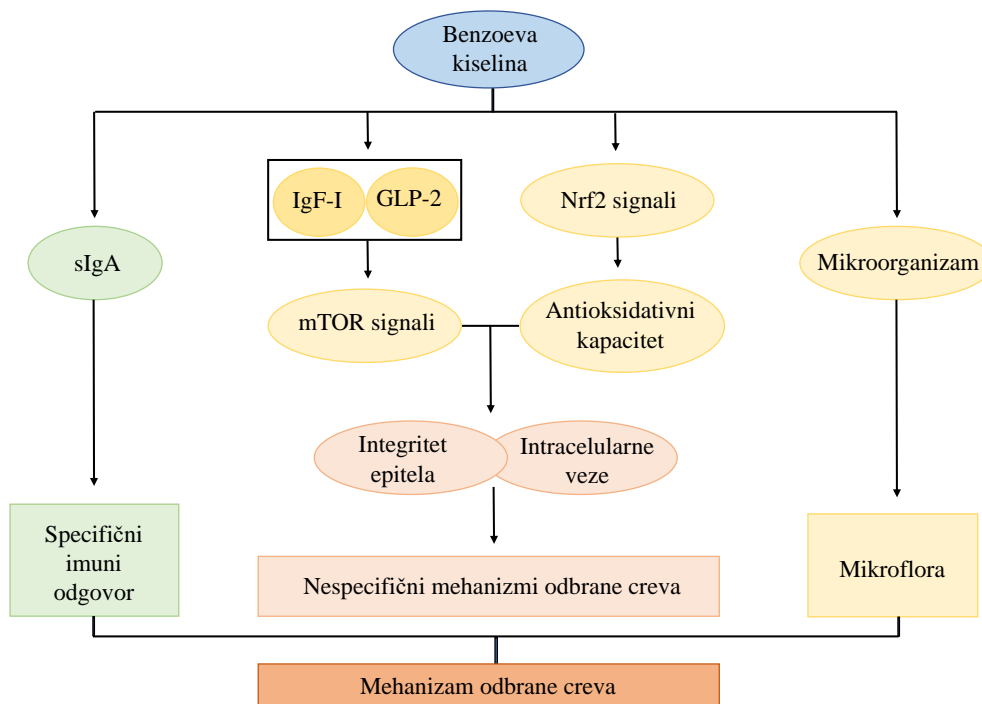 Benzoeva
kiselina
IgF-I
GLP-2
Nrf2 signali
sIgA
Mikroorganizam
mTOR signali
Antioksidativni
kapacitet
Integritet
epitela
Intracelularne
veze
Specifični
imuni
odgovor
Nespecifični mehanizmi odbrane creva
Mikroflora
Mehanizam odbrane creva